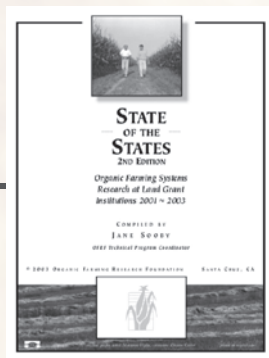 STATE
OF THE
STATES
2ND EDITION
Organic Farming Systems
Research at Land Grant
Institutions 2001 ~ 2003
COMPILED BY
JANE SOOBY
OFRF Technical Program Coordinator
© 2003 ORGANIC FARMING RESEARCH FOUNDATION SANTA CRUZ, CA